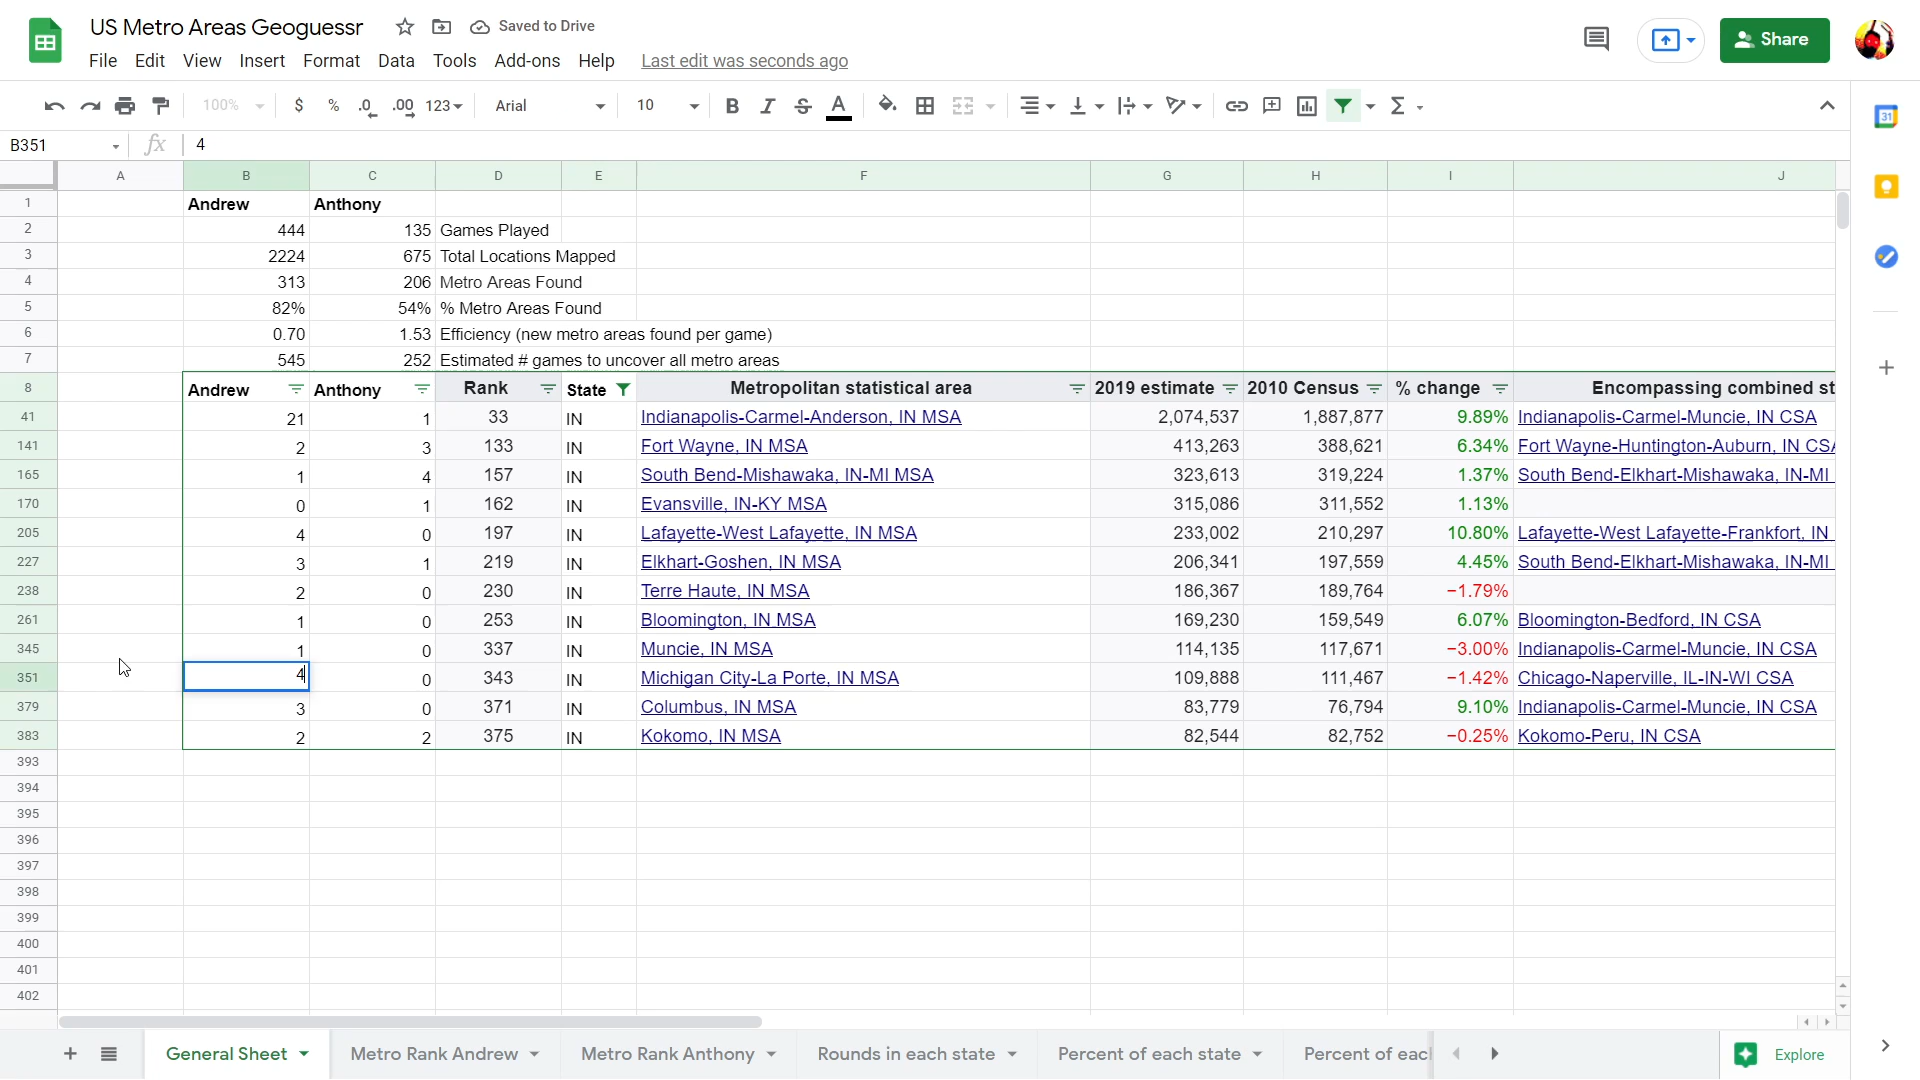 US Metro Areas Geoguessr Saved to Drive
File Edit View Insert Format Data Tools Add-ons Help Last edit was seconds ago
Share
100% $ % .0 .00 123 Arial 10 B I S A Σ
31
B351 fx 4
A B C D E F G H I J
1 Andrew Anthony
2 444 135 Games Played
3 2224 675 Total Locations Mapped
4 313 206 Metro Areas Found
5 82% 54% % Metro Areas Found
6 0.70 1.53 Efficiency (new metro areas found per game)
7 545 252 Estimated # games to uncover all metro areas
8 Andrew Anthony Rank State Metropolitan statistical area 2019 estimate 2010 Census % change Encompassing combined st
41 21 1 33 IN Indianapolis-Carmel-Anderson, IN MSA 2,074,537 1,887,877 9.89% Indianapolis-Carmel-Muncie, IN CSA
141 2 3 133 IN Fort Wayne, IN MSA 413,263 388,621 6.34% Fort Wayne-Huntington-Auburn, IN CSA
165 1 4 157 IN South Bend-Mishawaka, IN-MI MSA 323,613 319,224 1.37% South Bend-Elkhart-Mishawaka, IN-MI
170 0 1 162 IN Evansville, IN-KY MSA 315,086 311,552 1.13%
205 4 0 197 IN Lafayette-West Lafayette, IN MSA 233,002 210,297 10.80% Lafayette-West Lafayette-Frankfort, IN
227 3 1 219 IN Elkhart-Goshen, IN MSA 206,341 197,559 4.45% South Bend-Elkhart-Mishawaka, IN-MI
238 2 0 230 IN Terre Haute, IN MSA 186,367 189,764 −1.79%
261 1 0 253 IN Bloomington, IN MSA 169,230 159,549 6.07% Bloomington-Bedford, IN CSA
345 1 0 337 IN Muncie, IN MSA 114,135 117,671 −3.00% Indianapolis-Carmel-Muncie, IN CSA
351 4 0 343 IN Michigan City-La Porte, IN MSA 109,888 111,467 −1.42% Chicago-Naperville, IL-IN-WI CSA
379 3 0 371 IN Columbus, IN MSA 83,779 76,794 9.10% Indianapolis-Carmel-Muncie, IN CSA
383 2 2 375 IN Kokomo, IN MSA 82,544 82,752 −0.25% Kokomo-Peru, IN CSA
393
394
395
396
397
398
399
400
401
402
General Sheet Metro Rank Andrew Metro Rank Anthony Rounds in each state Percent of each state Percent of eac Explore